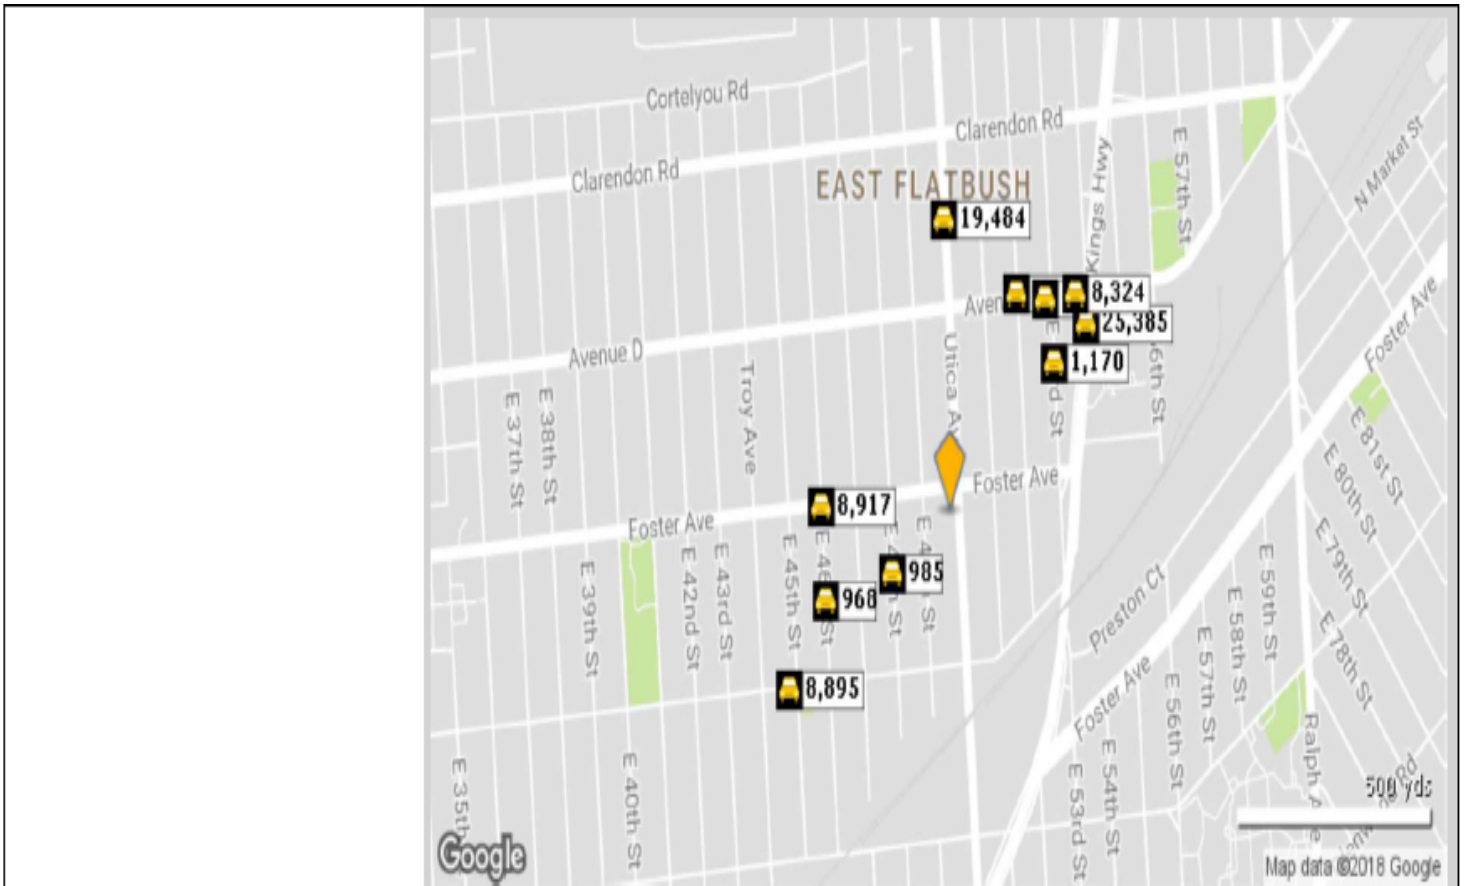 Cortelyou Rd
Clarendon Rd
Clarendon Rd
EAST FLATBUSH
19,484
Kings Hwy
E 57th St
N Market St
8,324
25,385
1,170
Avenue D
Utica
Troy Ave
E 37th St
E 38th St
Foster Ave
Foster Ave
Foster Ave
8,917
985
968
8,895
E 39th St
E 42nd St
E 43rd St
E 45th St
E 81st St
E 80th St
E 79th St
E 78th St
E 59th St
E 58th St
E 57th St
E 56th St
Preston Ct
Foster Ave
E 54th St
E 53rd St
E 35th
E 40th St
500 yds
Google
Map data ©2018 Google